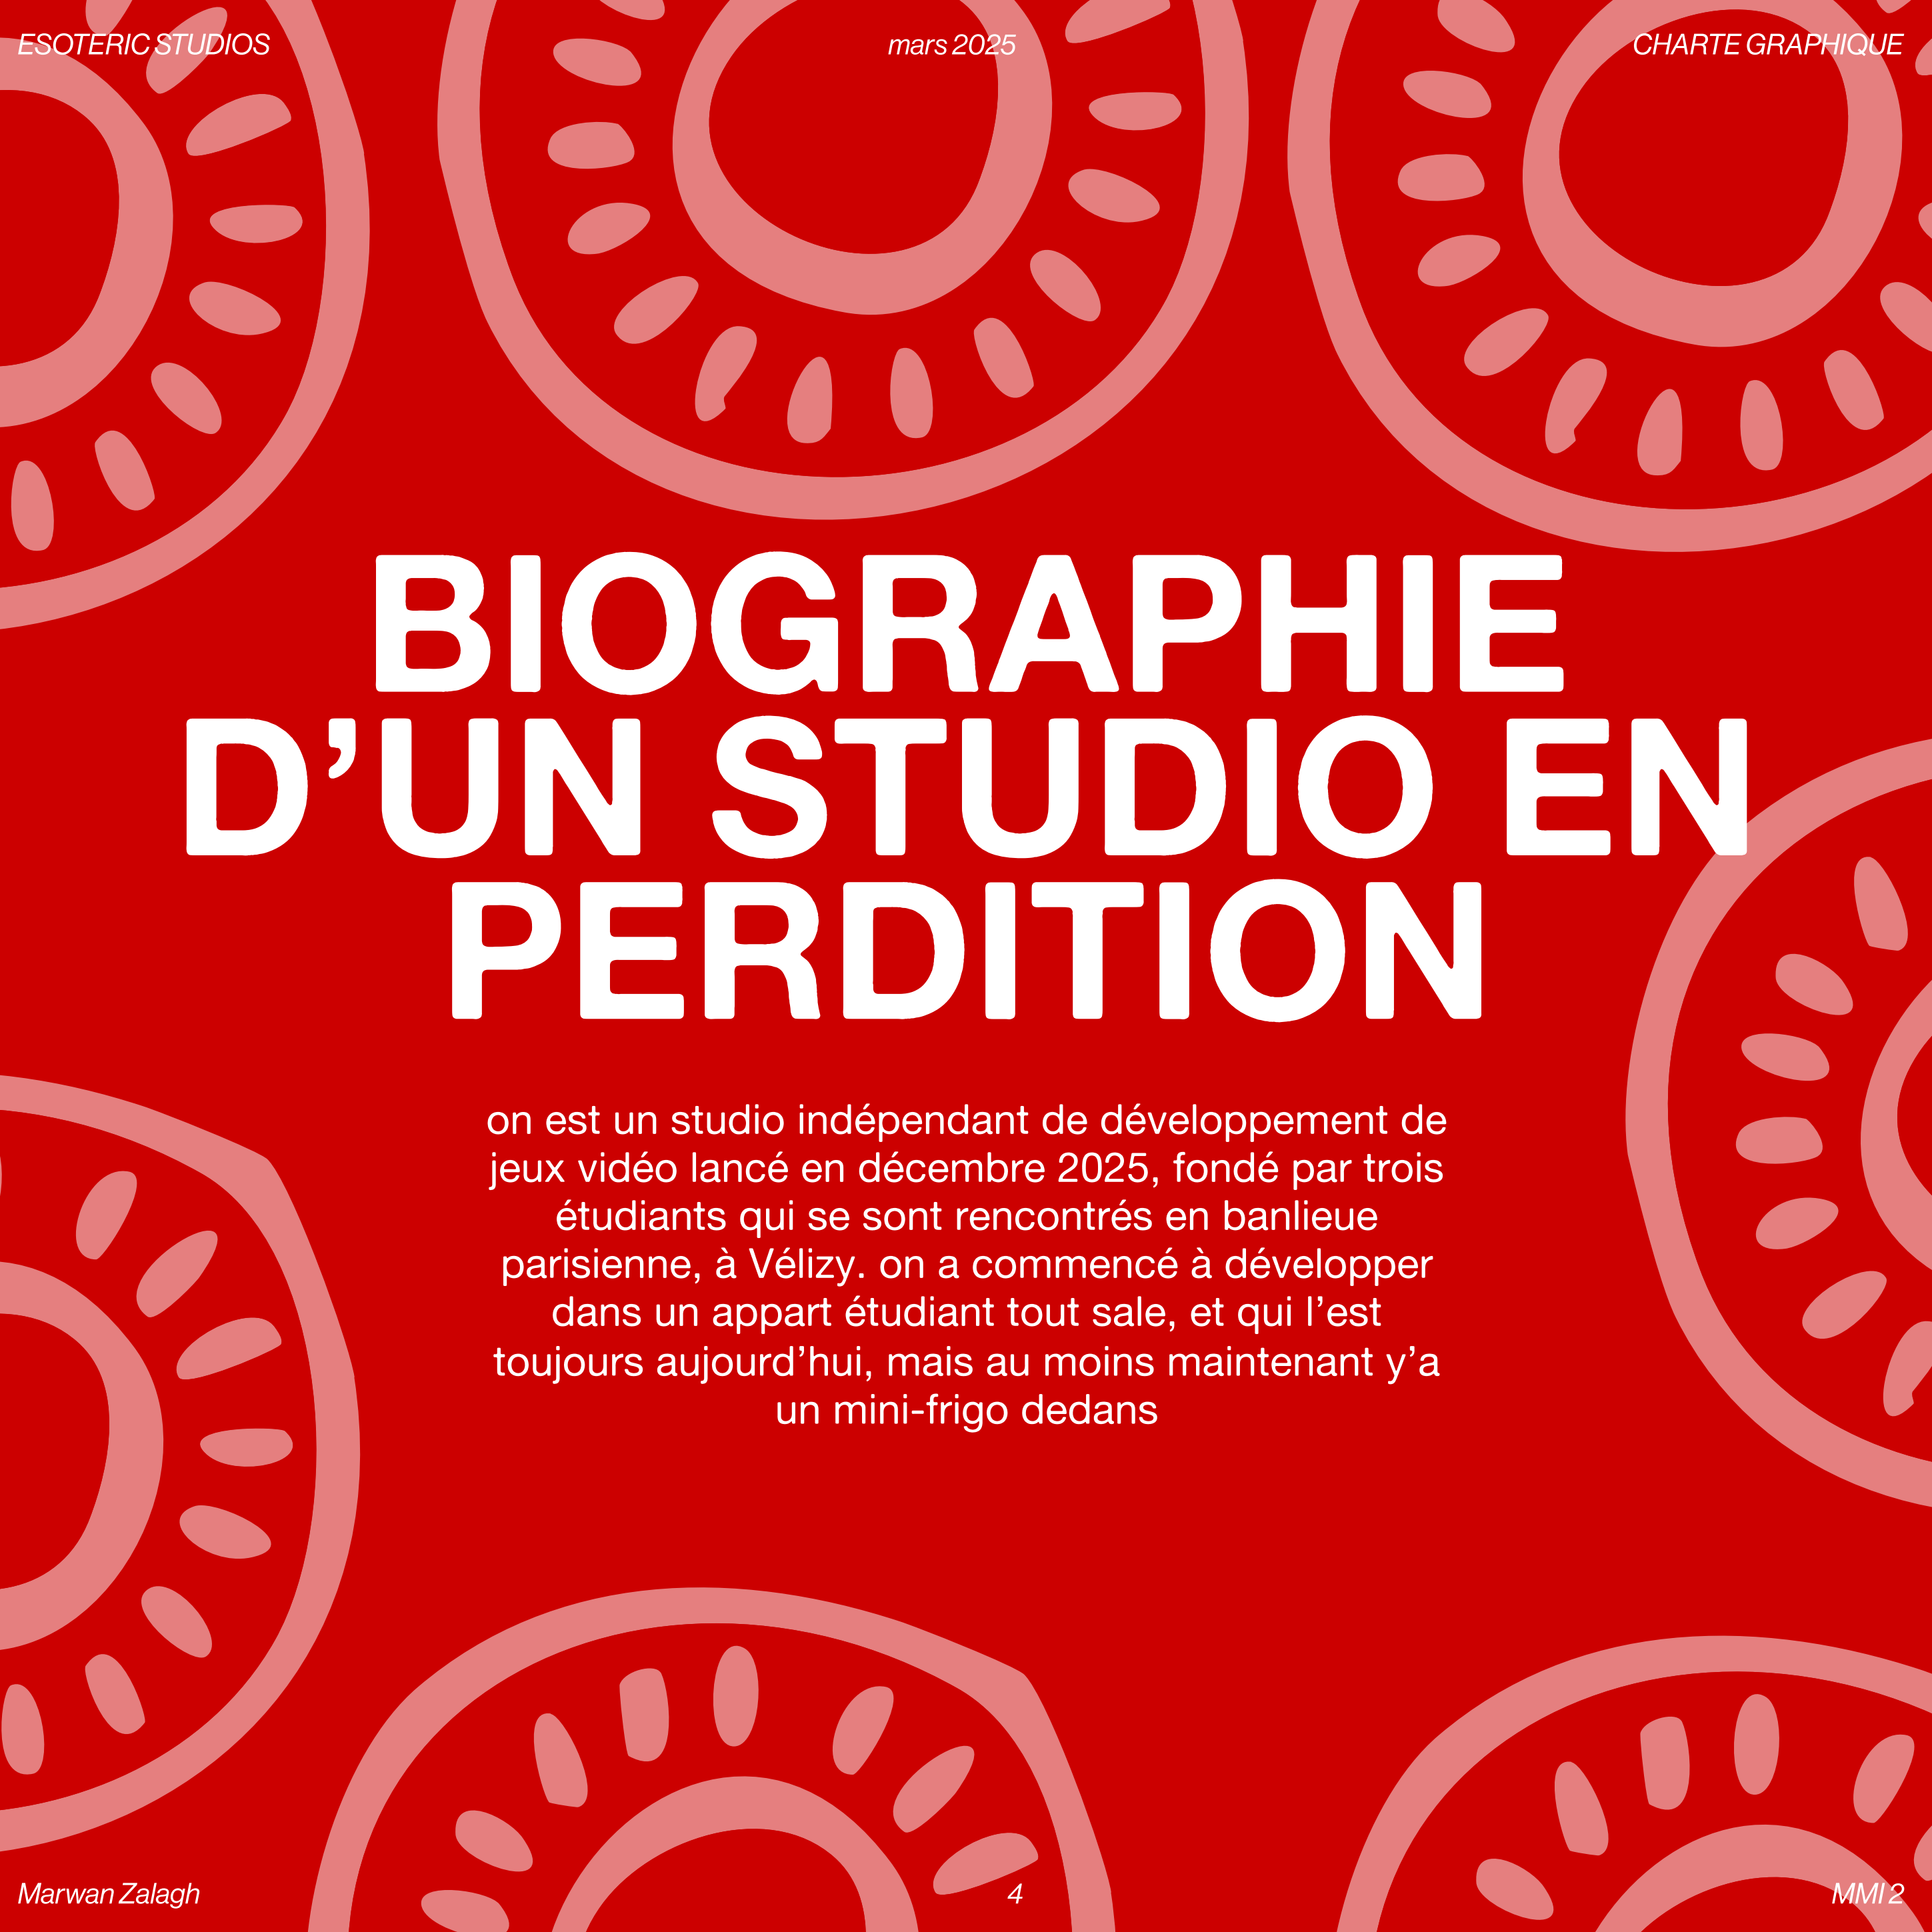 ESOTERIC STUDIOS
mars 2025
CHARTE GRAPHIQUE
BIOGRAPHIE
D’UN STUDIO EN
PERDITION
on est un studio indépendant de développement de
jeux vidéo lancé en décembre 2025, fondé par trois
étudiants qui se sont rencontrés en banlieue
parisienne, à Vélizy. on a commencé à développer
dans un appart étudiant tout sale, et qui l’est
toujours aujourd’hui, mais au moins maintenant y’a
un mini-frigo dedans
Marwan Zalagh
4
MMI 2